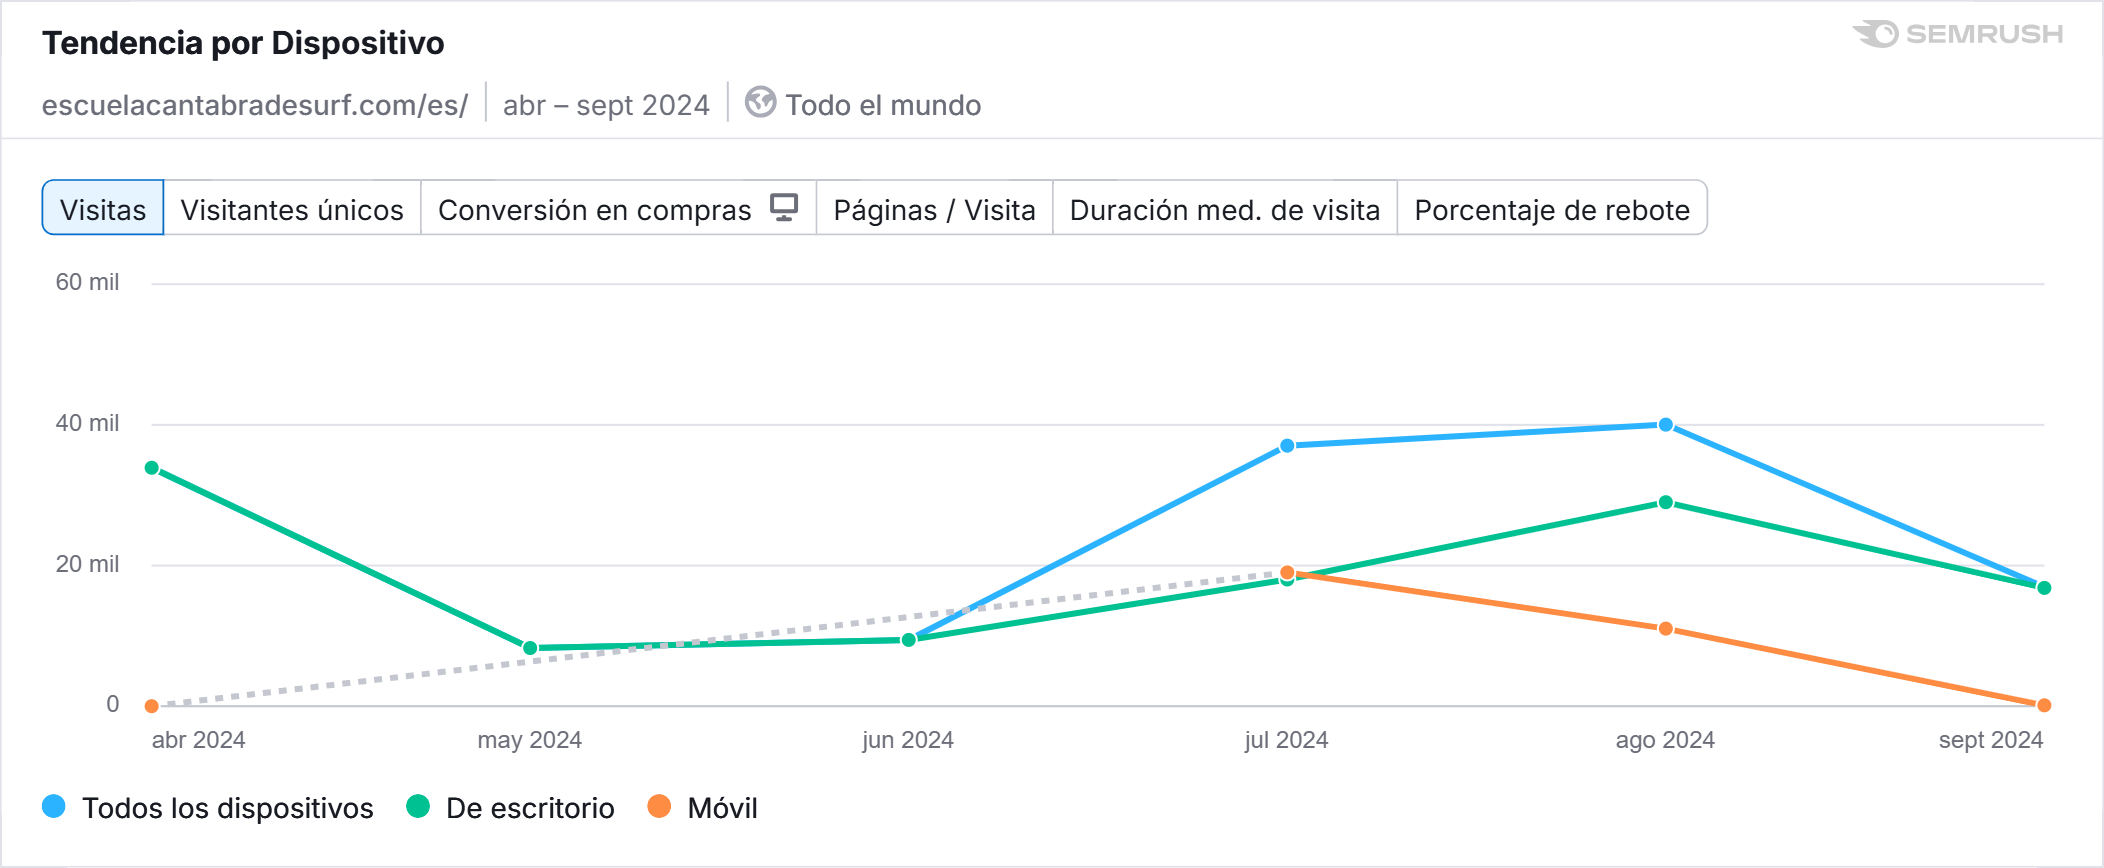 Tendencia por Dispositivo
SEMRUSH
escuelacantabradesurf.com/es/ abr – sept 2024 Todo el mundo
Visitas Visitantes únicos Conversión en compras Páginas / Visita Duración med. de visita Porcentaje de rebote
60 mil
40 mil
20 mil
0
abr 2024 may 2024 jun 2024 jul 2024 ago 2024 sept 2024
Todos los dispositivos De escritorio Móvil